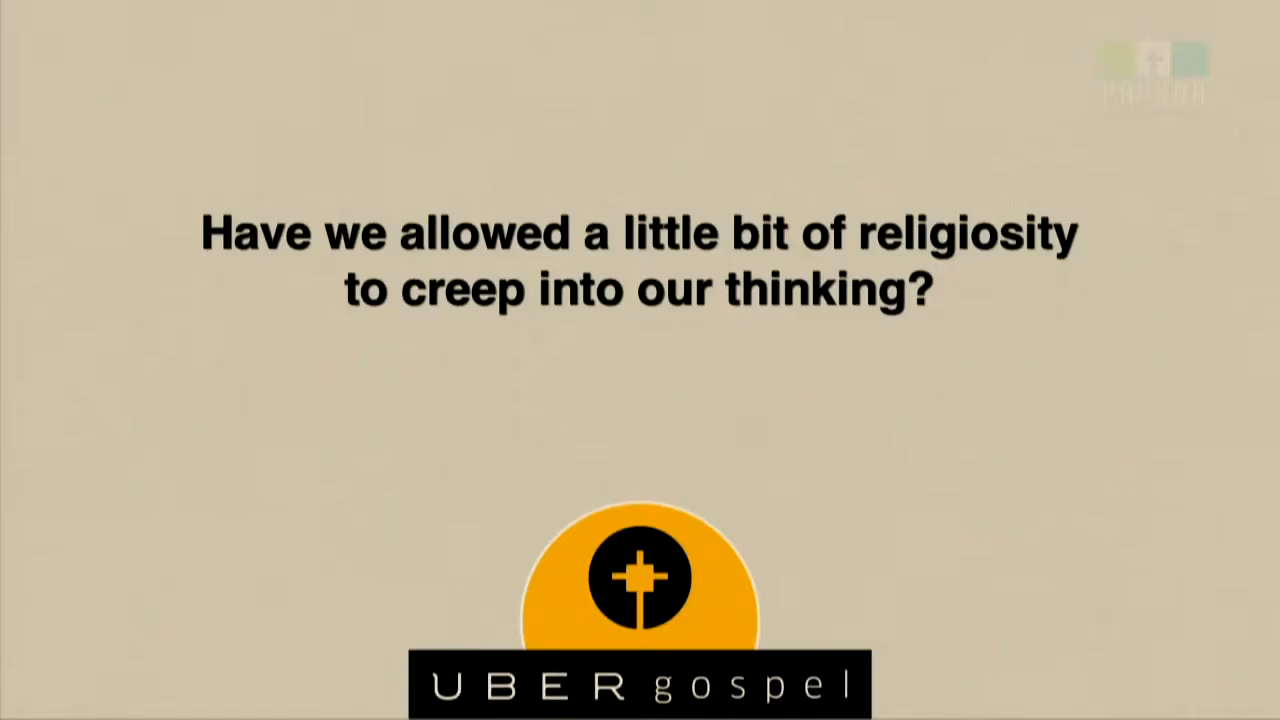 Have we allowed a little bit of religiosity
to creep into our thinking?
UBER gospel